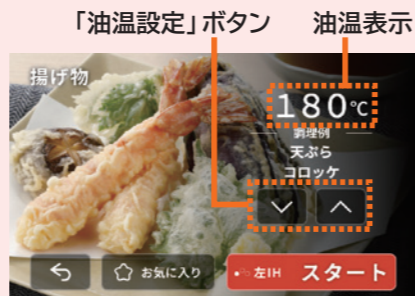 「油温設定」ボタン
油温表示
揚げ物
180℃
調理例
天ぷら
コロッケ
お気に入り
左IH
スタート